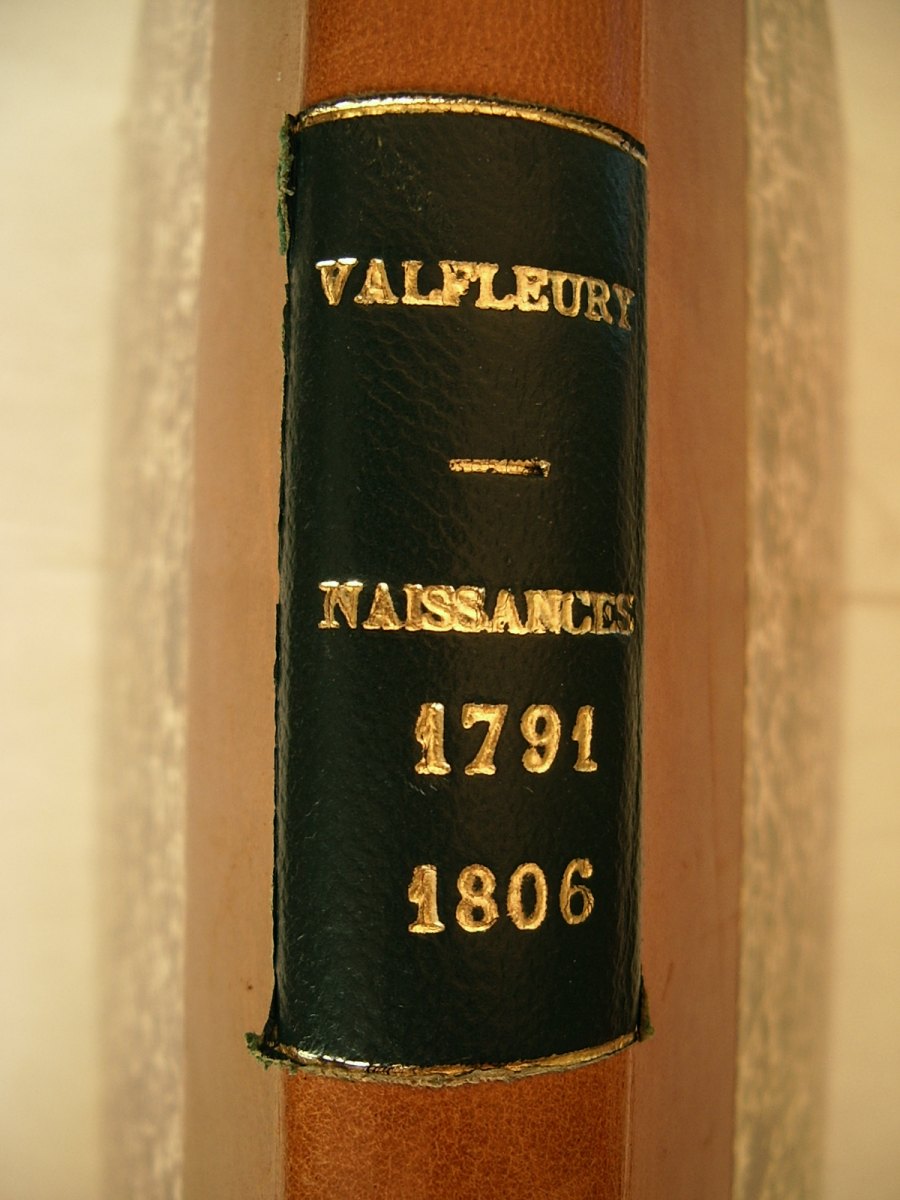 VALFLEURY
—
NAISSANCES
1791
1806